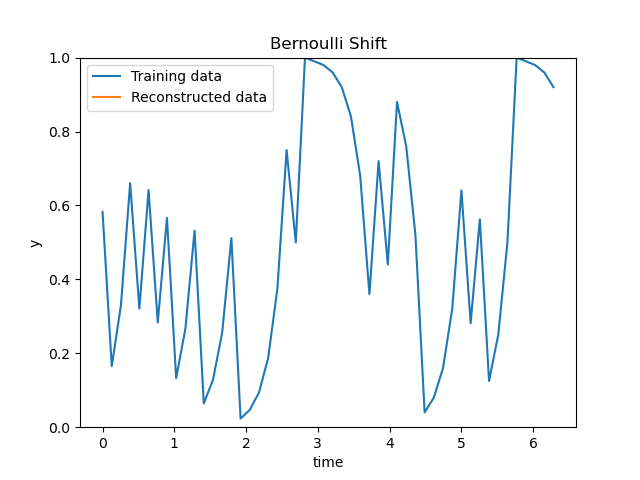 Bernoulli Shift
Training data
Reconstructed data
1.0
0.8
0.6
0.4
0.2
0.0
y
0 1 2 3 4 5 6
time